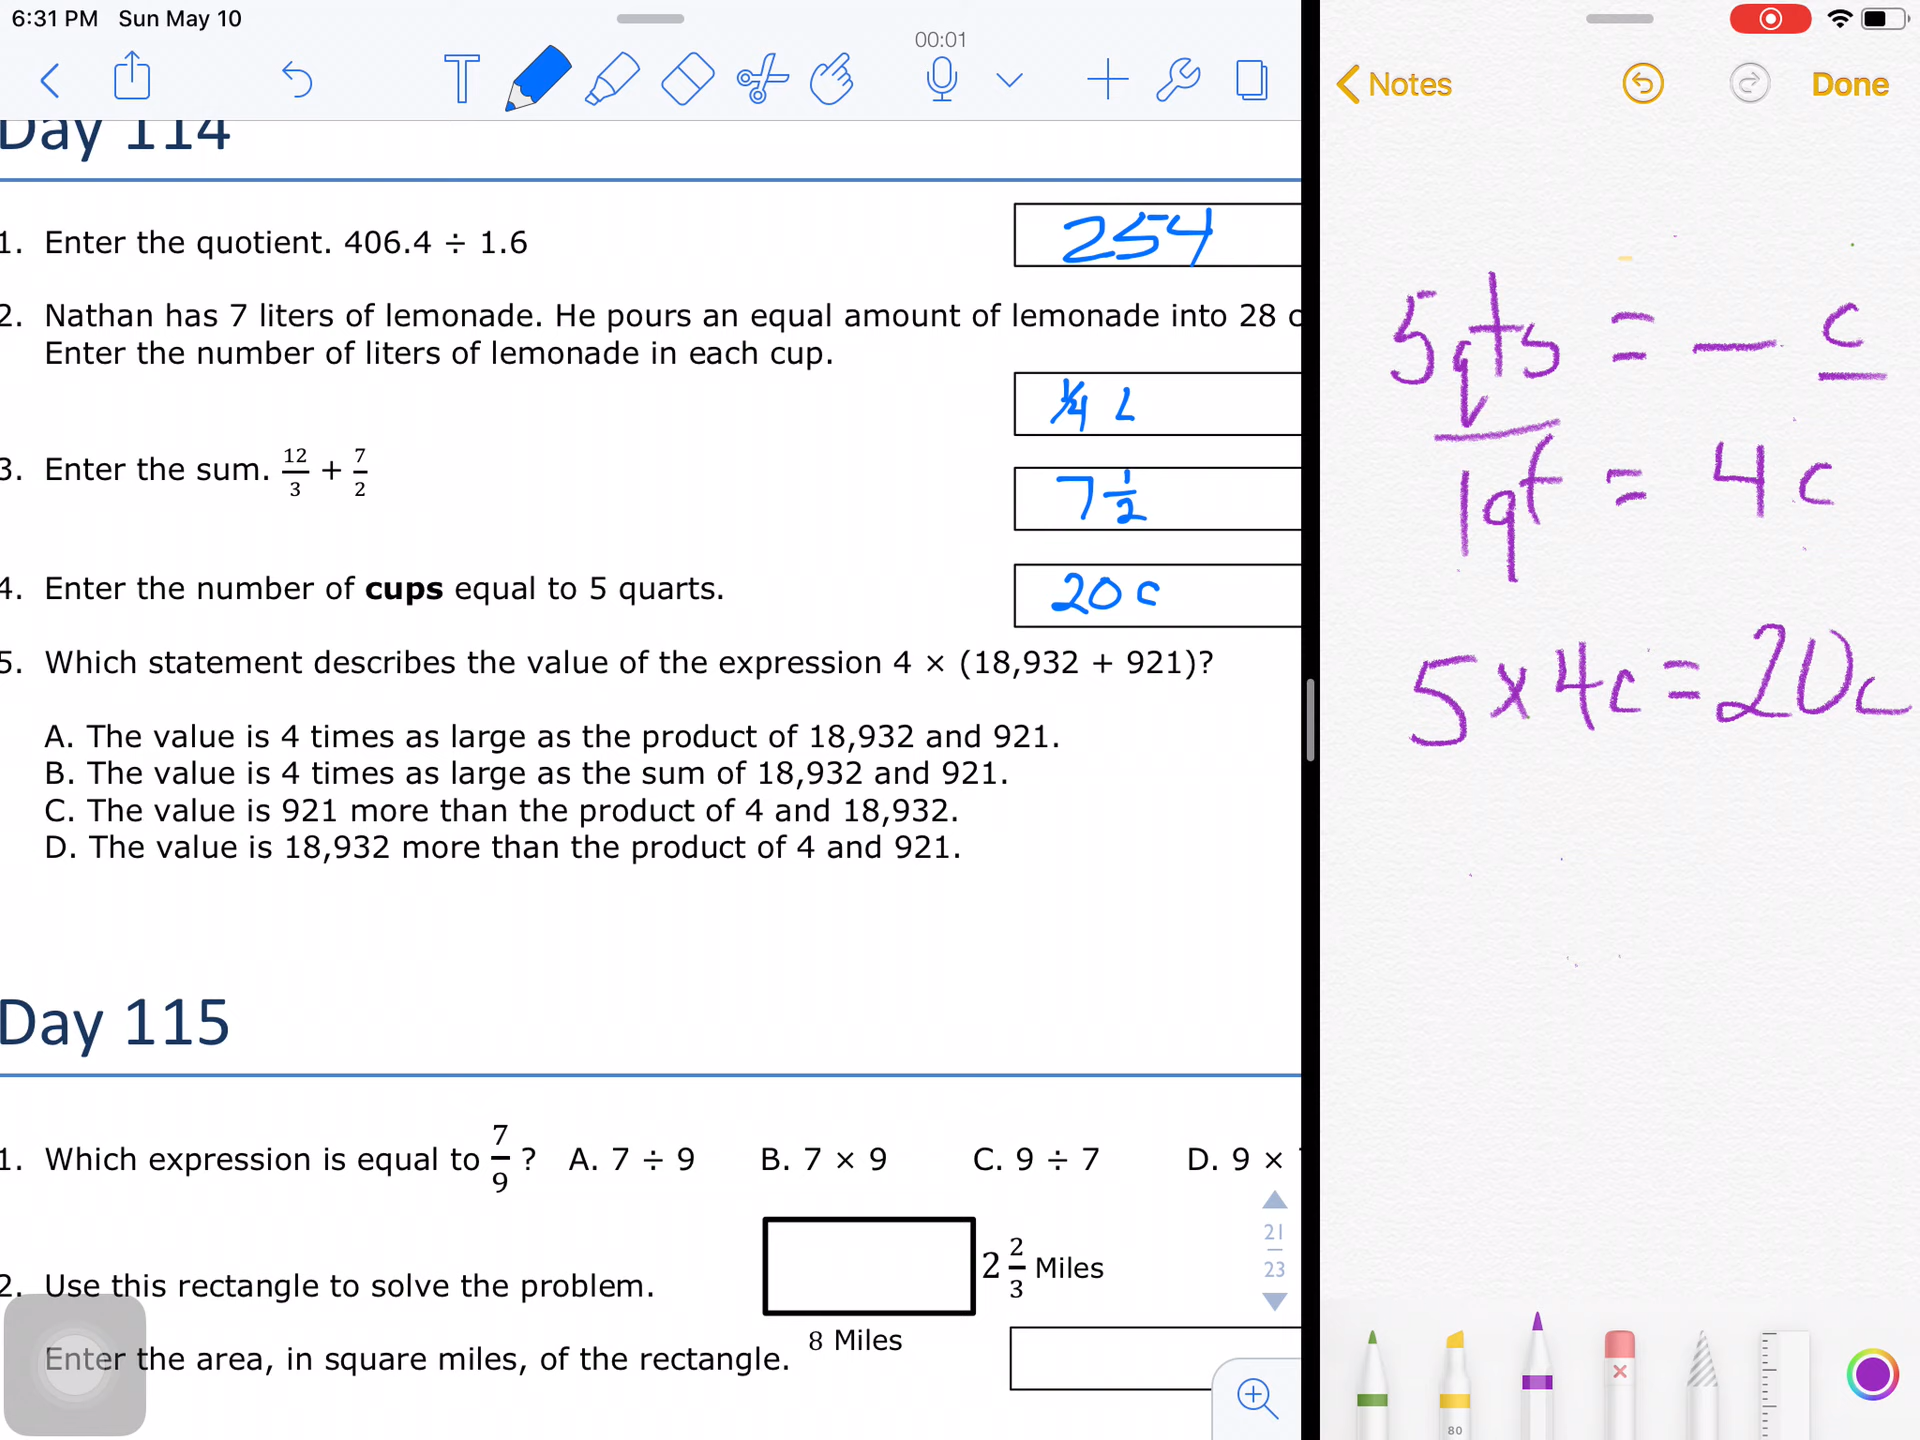 6:31 PM Sun May 10
00:01
Notes
Done
Day 114
1. Enter the quotient. 406.4 ÷ 1.6
254
2. Nathan has 7 liters of lemonade. He pours an equal amount of lemonade into 28 c
Enter the number of liters of lemonade in each cup.
1/4 L
3. Enter the sum. 12/3 + 7/2
7 1/2
4. Enter the number of cups equal to 5 quarts.
20 c
5. Which statement describes the value of the expression 4 × (18,932 + 921)?
A. The value is 4 times as large as the product of 18,932 and 921.
B. The value is 4 times as large as the sum of 18,932 and 921.
C. The value is 921 more than the product of 4 and 18,932.
D. The value is 18,932 more than the product of 4 and 921.
Day 115
1. Which expression is equal to 7/9 ? A. 7 ÷ 9 B. 7 × 9 C. 9 ÷ 7 D. 9 ×
2. Use this rectangle to solve the problem.
2 2/3 Miles
8 Miles
Enter the area, in square miles, of the rectangle.
21
23
5 qts = _ c
1qt = 4 c
5 x 4c = 20c
80